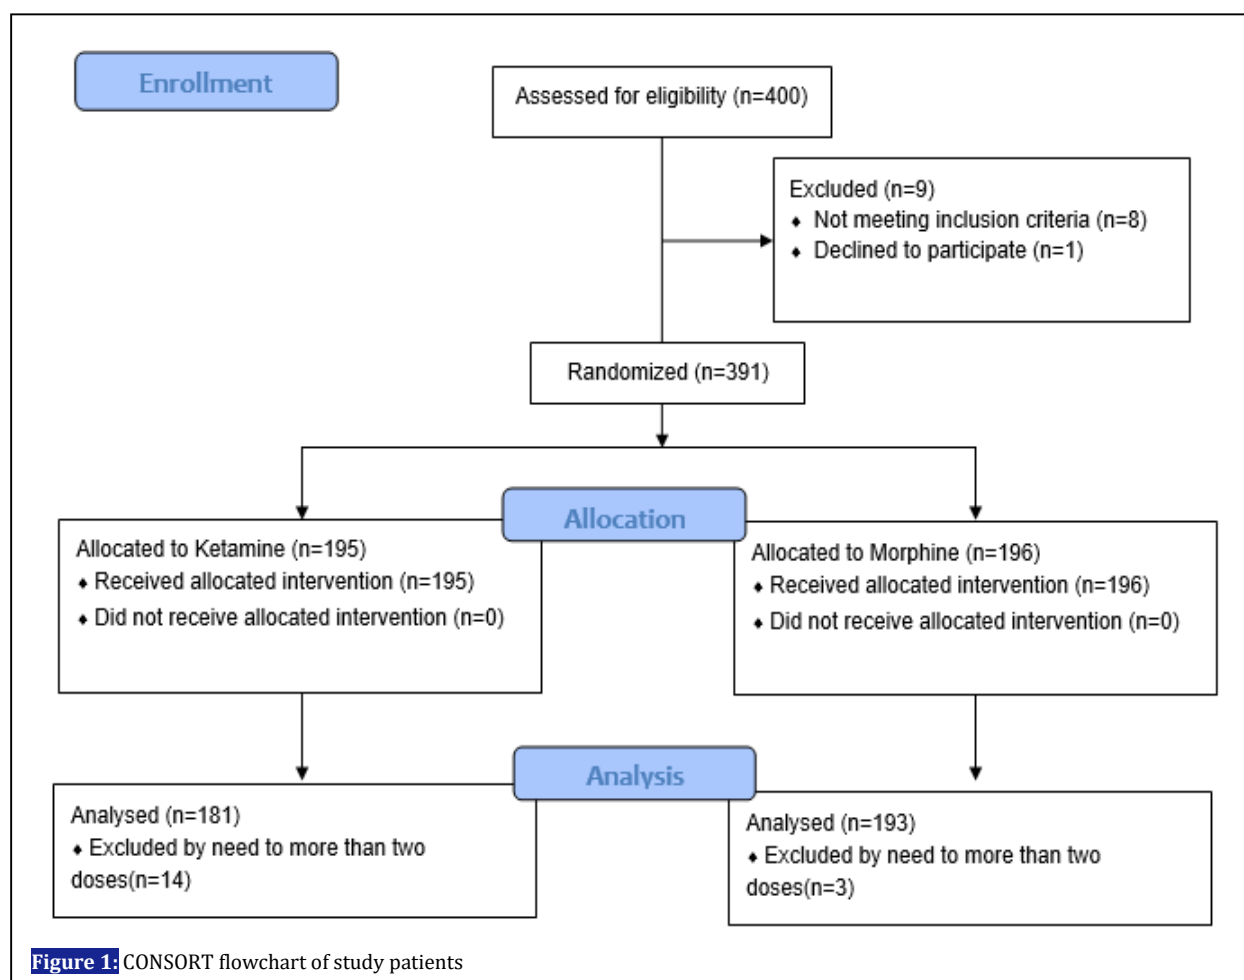 Enrollment
Assessed for eligibility (n=400)
Excluded (n=9)
♦ Not meeting inclusion criteria (n=8)
♦ Declined to participate (n=1)
Randomized (n=391)
Allocation
Allocated to Ketamine (n=195)
♦ Received allocated intervention (n=195)
♦ Did not receive allocated intervention (n=0)
Allocated to Morphine (n=196)
♦ Received allocated intervention (n=196)
♦ Did not receive allocated intervention (n=0)
Analysis
Analysed (n=181)
♦ Excluded by need to more than two
doses(n=14)
Analysed (n=193)
♦ Excluded by need to more than two
doses(n=3)
Figure 1: CONSORT flowchart of study patients